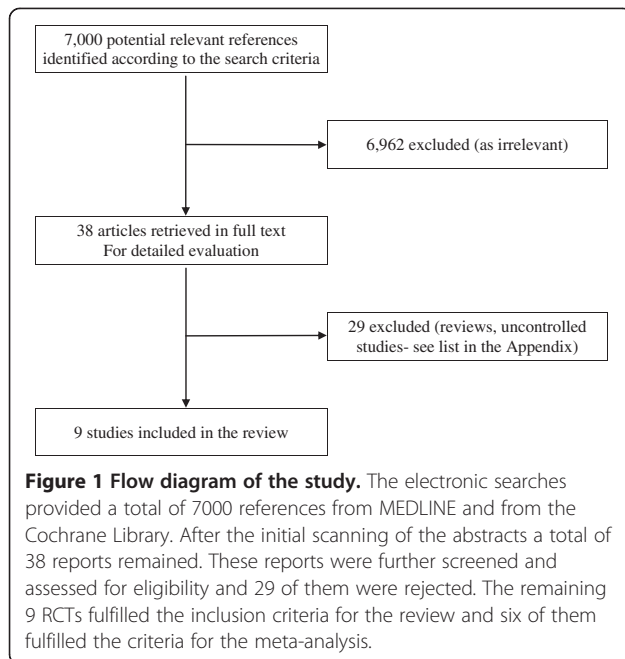 7,000 potential relevant references
identified according to the search criteria
6,962 excluded (as irrelevant)
38 articles retrieved in full text
For detailed evaluation
29 excluded (reviews, uncontrolled
studies- see list in the Appendix)
9 studies included in the review
Figure 1 Flow diagram of the study. The electronic searches
provided a total of 7000 references from MEDLINE and from the
Cochrane Library. After the initial scanning of the abstracts a total of
38 reports remained. These reports were further screened and
assessed for eligibility and 29 of them were rejected. The remaining
9 RCTs fulfilled the inclusion criteria for the review and six of them
fulfilled the criteria for the meta-analysis.